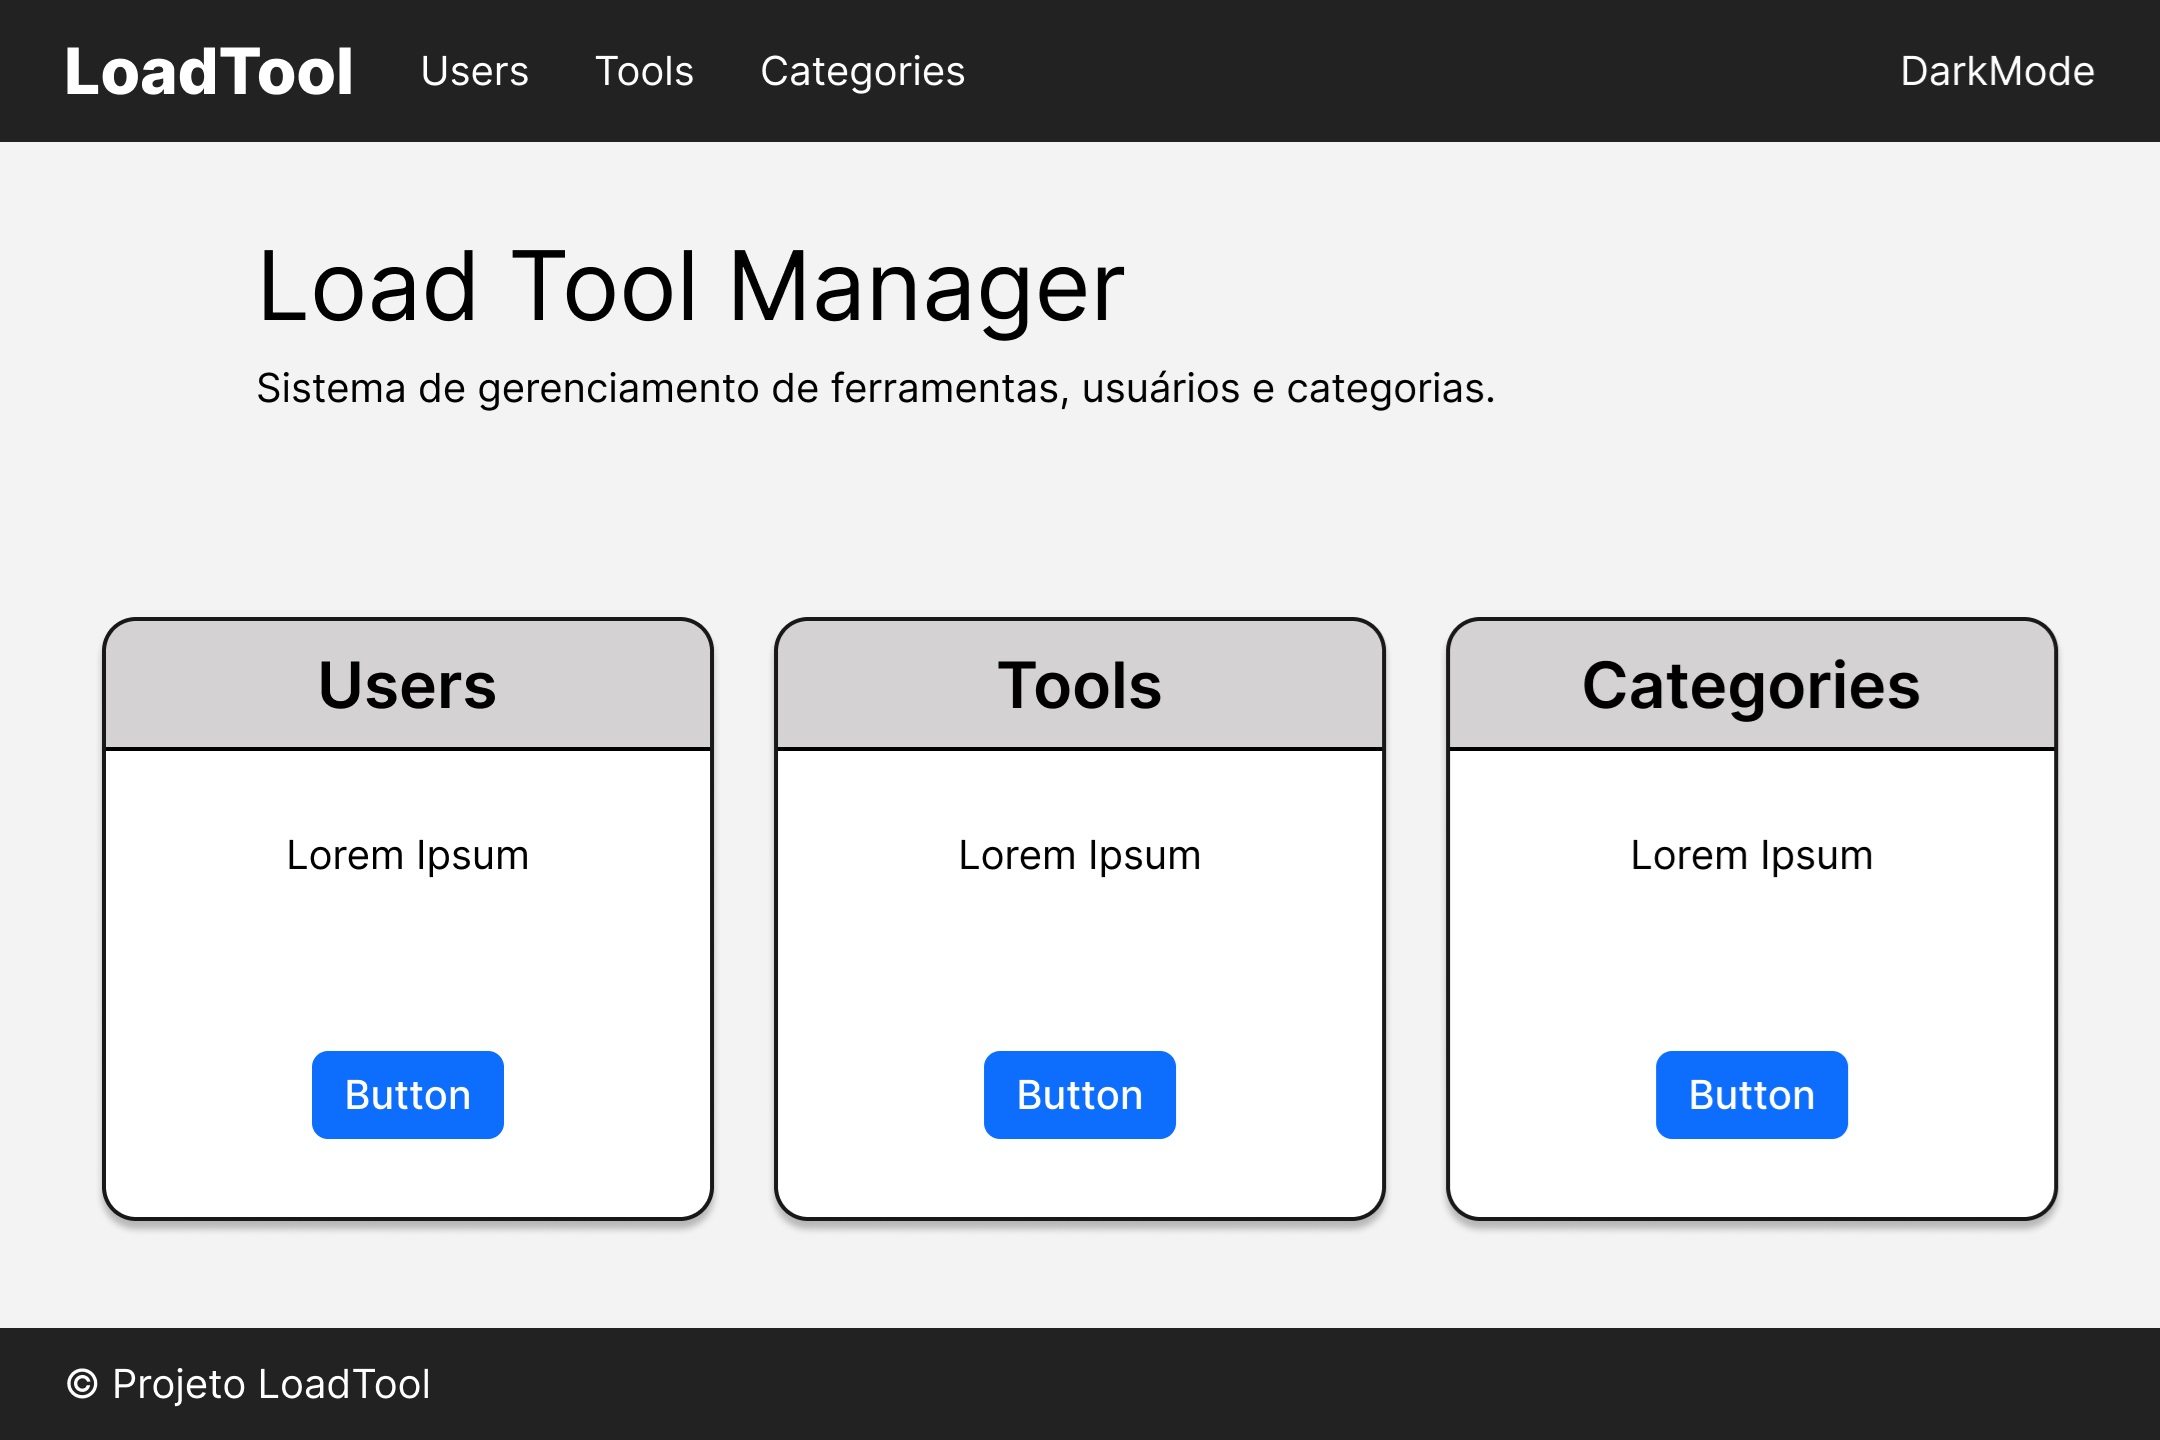 LoadTool Users Tools Categories DarkMode
Load Tool Manager
Sistema de gerenciamento de ferramentas, usuários e categorias.
Users
Lorem Ipsum
Button
Tools
Lorem Ipsum
Button
Categories
Lorem Ipsum
Button
© Projeto LoadTool